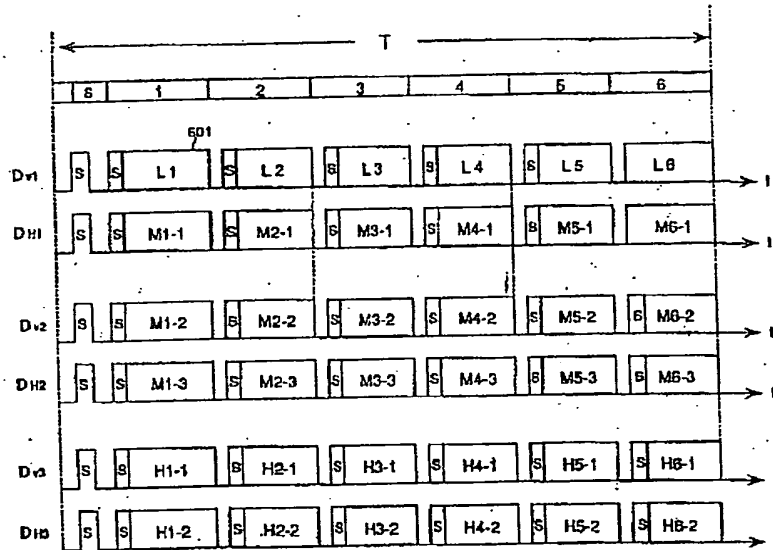 T
S 1 2 3 4 5 6
601
Dv1 S S L1 S L2 S L3 S L4 S L5 L6 t
DH1 S S M1-1 S M2-1 S M3-1 S M4-1 S M5-1 M6-1 t
Dv2 S S M1-2 S M2-2 S M3-2 S M4-2 S M5-2 S M6-2 t
DH2 S S M1-3 S M2-3 S M3-3 S M4-3 S M5-3 S M6-3 t
Dv3 S S H1-1 S H2-1 S H3-1 S H4-1 S H5-1 S H6-1
DH3 S S H1-2 S H2-2 S H3-2 S H4-2 S H5-2 S H6-2